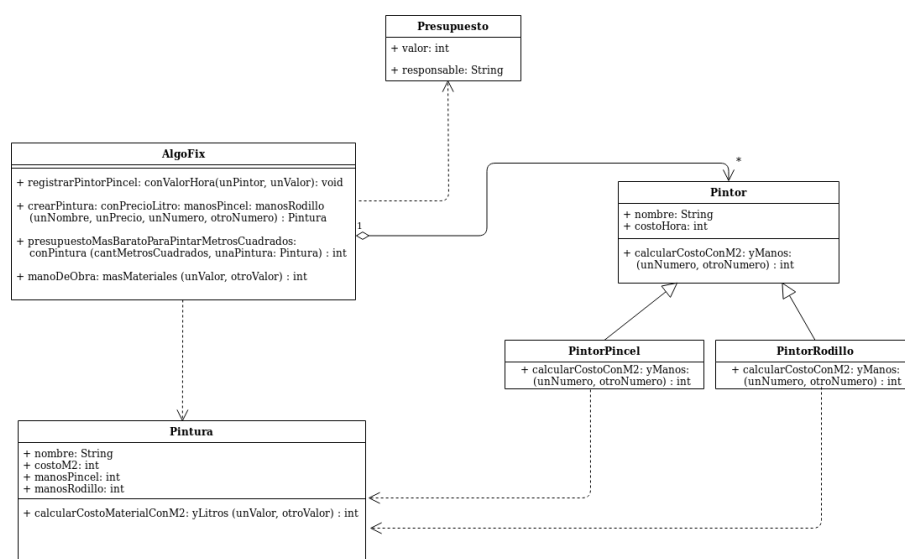 Presupuesto
+ valor: int
+ responsable: String
AlgoFix
+ registrarPintorPincel: conValorHora(unPintor, unValor): void
+ crearPintura: conPrecioLitro: manosPincel: manosRodillo
(unNombre, unPrecio, unNumero, otroNumero) : Pintura
+ presupuestoMasBaratoParaPintarMetrosCuadrados:
conPintura (cantMetrosCuadrados, unaPintura: Pintura) : int
+ manoDeObra: masMateriales (unValor, otroValor) : int
1
*
Pintor
+ nombre: String
+ costoHora: int
+ calcularCostoConM2: yManos:
(unNumero, otroNumero) : int
PintorPincel
+ calcularCostoConM2: yManos:
(unNumero, otroNumero) : int
PintorRodillo
+ calcularCostoConM2: yManos:
(unNumero, otroNumero) : int
Pintura
+ nombre: String
+ costoM2: int
+ manosPincel: int
+ manosRodillo: int
+ calcularCostoMaterialConM2: yLitros (unValor, otroValor) : int